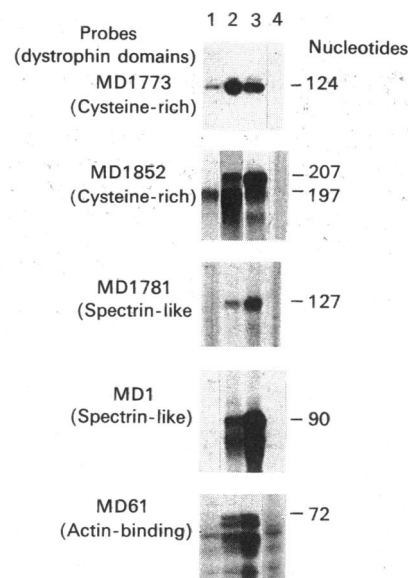 1 2 3 4
Probes
(dystrophin domains)
Nucleotides
MD1773
(Cysteine-rich)
– 124
MD1852
(Cysteine-rich)
– 207
– 197
MD1781
(Spectrin-like
– 127
MD1
(Spectrin-like)
– 90
MD61
(Actin-binding)
– 72